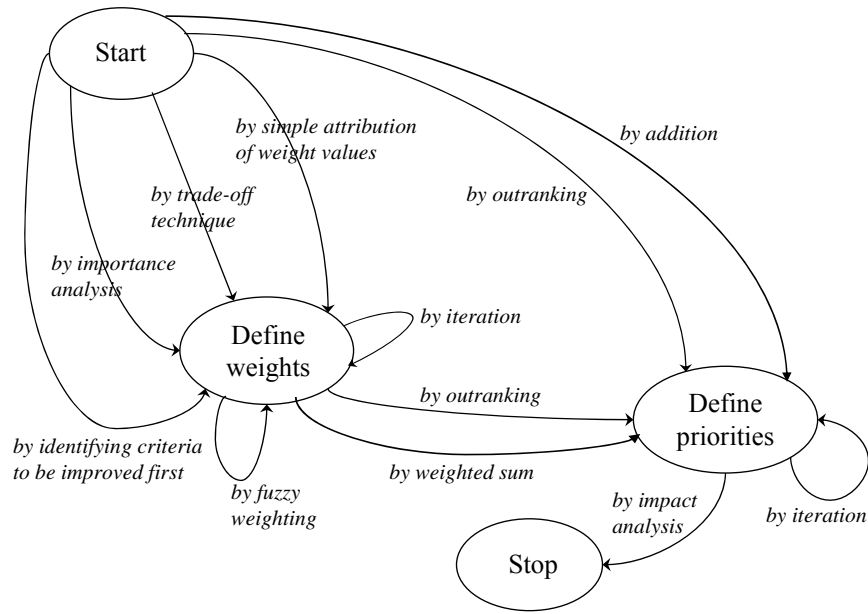 Start
by simple attribution
of weight values
by addition
by trade-off
technique
by outranking
by importance
analysis
Define
weights
by iteration
by outranking
Define
priorities
by identifying criteria
to be improved first
by weighted sum
by fuzzy
weighting
by impact
analysis
by iteration
Stop